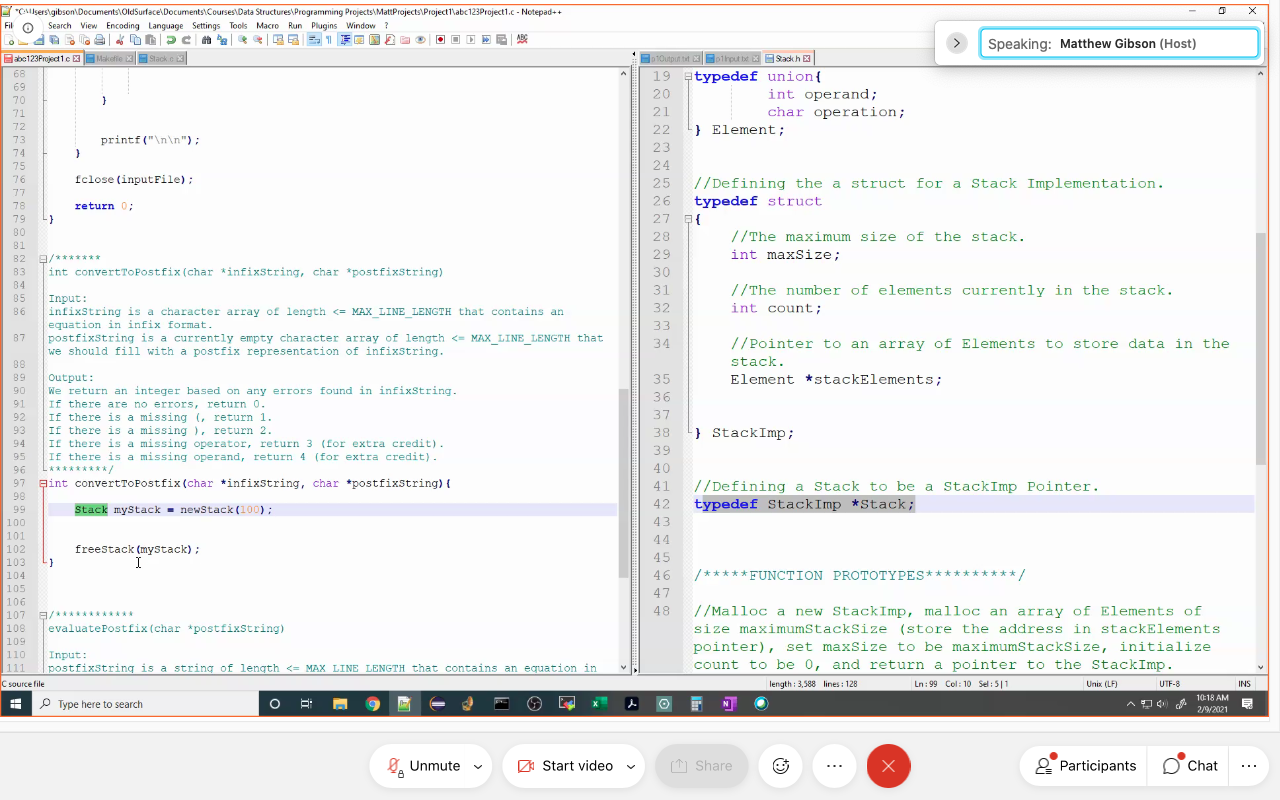 *C:\Users\gibson\Documents\OldSurface\Documents\Courses\Data Structures\Programming Projects\MattProjects\Project1\abc123Project1.c - Notepad++
File Search View Encoding Language Settings Tools Macro Run Plugins Window ?
Speaking: Matthew Gibson (Host)
abc123Project1.c Makefile Stack.c
68
69
70 }
71
72
73 printf("\n\n");
74 }
75
76 fclose(inputFile);
77
78 return 0;
79 }
80
81
82 /*******
83 int convertToPostfix(char *infixString, char *postfixString)
84
85 Input:
86 infixString is a character array of length <= MAX_LINE_LENGTH that contains an
equation in infix format.
87 postfixString is a currently empty character array of length <= MAX_LINE_LENGTH that
we should fill with a postfix representation of infixString.
88
89 Output:
90 We return an integer based on any errors found in infixString.
91 If there are no errors, return 0.
92 If there is a missing (, return 1.
93 If there is a missing ), return 2.
94 If there is a missing operator, return 3 (for extra credit).
95 If there is a missing operand, return 4 (for extra credit).
96 *********/
97 int convertToPostfix(char *infixString, char *postfixString){
98
99 Stack myStack = newStack(100);
100
101
102 freeStack(myStack);
103 }
104
105
106
107 /************
108 evaluatePostfix(char *postfixString)
109
110 Input:
111 postfixString is a string of length <= MAX_LINE_LENGTH that contains an equation in
p1Output.txt p1Input.txt Stack.h
19 typedef union{
20 int operand;
21 char operation;
22 } Element;
23
24
25 //Defining the a struct for a Stack Implementation.
26 typedef struct
27 {
28 //The maximum size of the stack.
29 int maxSize;
30
31 //The number of elements currently in the stack.
32 int count;
33
34 //Pointer to an array of Elements to store data in the
stack.
35 Element *stackElements;
36
37
38 } StackImp;
39
40
41 //Defining a Stack to be a StackImp Pointer.
42 typedef StackImp *Stack;
43
44
45
46 /*****FUNCTION PROTOTYPES**********/
47
48 //Malloc a new StackImp, malloc an array of Elements of
size maximumStackSize (store the address in stackElements
pointer), set maxSize to be maximumStackSize, initialize
count to be 0, and return a pointer to the StackImp.
C source file length : 3,588 lines : 128 Ln : 99 Col : 10 Sel : 5 | 1 Unix (LF) UTF-8 INS
Type here to search
10:18 AM
2/9/2021
Unmute Start video Share Participants Chat